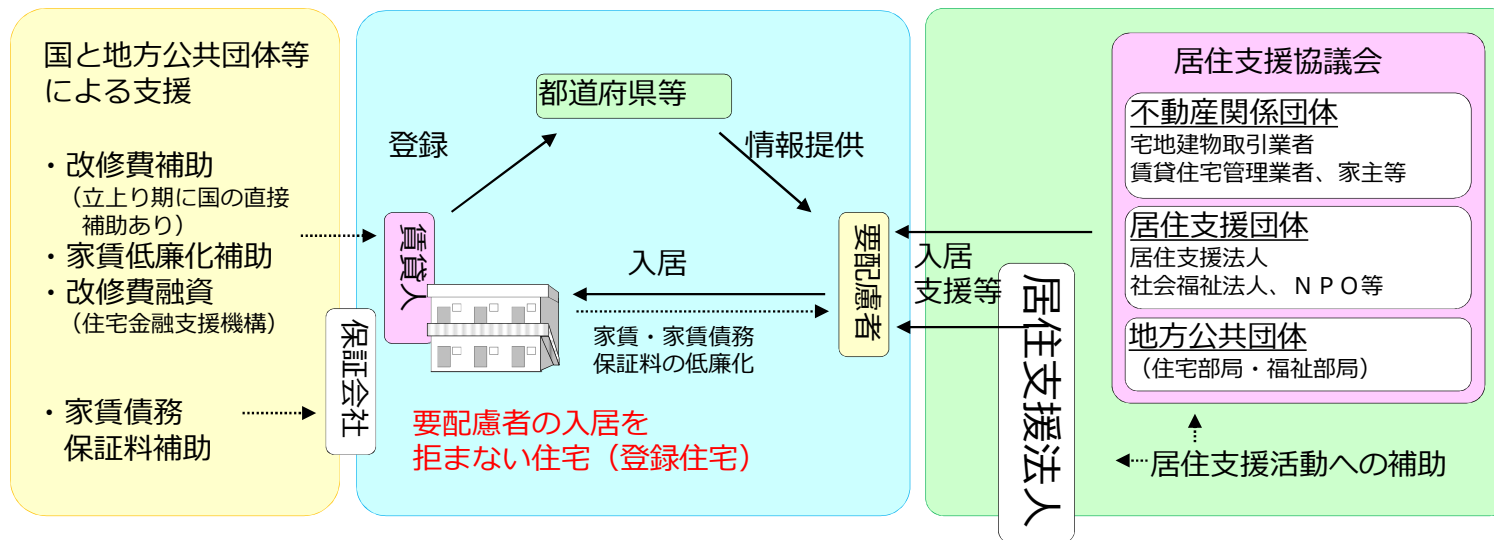 国と地方公共団体等
による支援
・改修費補助
（立上り期に国の直接
補助あり）
・家賃低廉化補助
・改修費融資
（住宅金融支援機構）
・家賃債務
保証料補助
保証会社
都道府県等
登録
情報提供
賃貸人
入居
家賃・家賃債務
保証料の低廉化
要配慮者
要配慮者の入居を
拒まない住宅（登録住宅）
入居
支援等
居住支援法人
居住支援協議会
不動産関係団体
宅地建物取引業者
賃貸住宅管理業者、家主等
居住支援団体
居住支援法人
社会福祉法人、ＮＰＯ等
地方公共団体
（住宅部局・福祉部局）
居住支援活動への補助